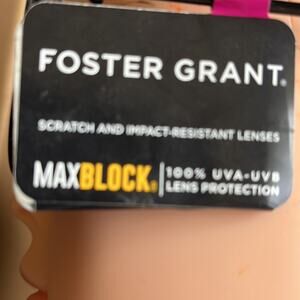 FOSTER GRANT®
SCRATCH AND IMPACT-RESISTANT LENSES
MAXBLOCK® 100% UVA-UVB
LENS PROTECTION